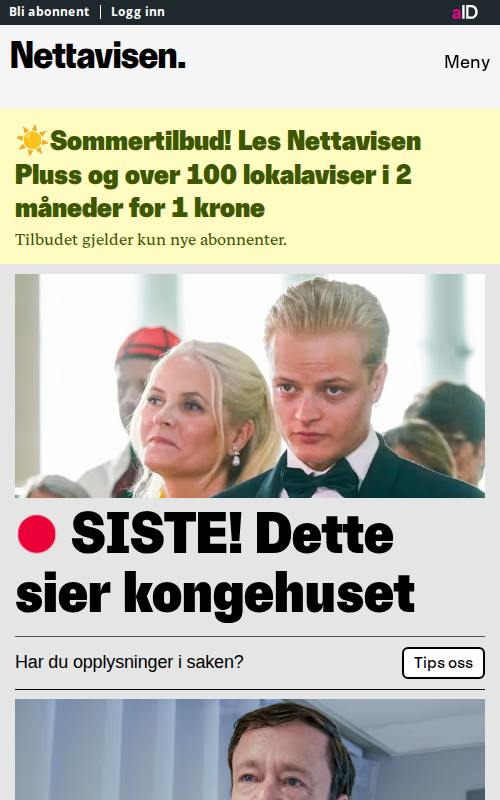 Bli abonnent | Logg inn
aID
Nettavisen.
Meny
☀️Sommertilbud! Les Nettavisen
Pluss og over 100 lokalaviser i 2
måneder for 1 krone
Tilbudet gjelder kun nye abonnenter.
🔴 SISTE! Dette
sier kongehuset
Har du opplysninger i saken?
Tips oss